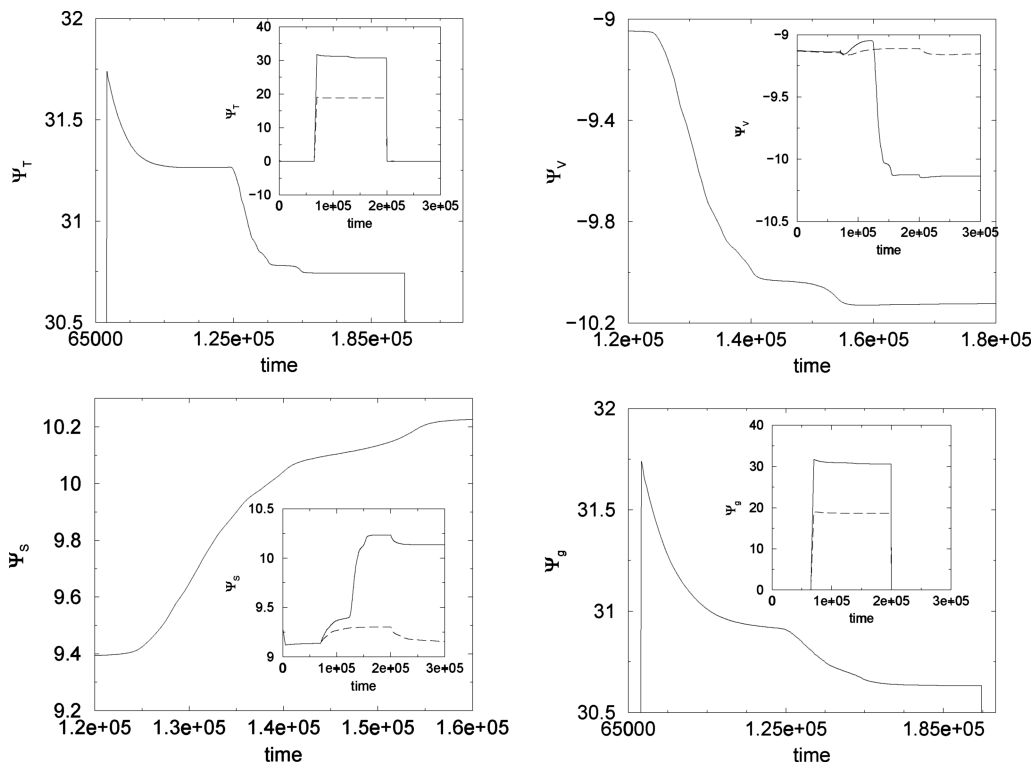 32
31.5
31
30.5
Ψ_T
65000 1.25e+05 1.85e+05
time
40
30
20
10
0
−10
Ψ_T
0 1e+05 2e+05 3e+05
time
−9
−9.4
−9.8
−10.2
Ψ_V
1.2e+05 1.4e+05 1.6e+05 1.8e+05
time
−9
−9.5
−10
−10.5
Ψ_V
0 1e+05 2e+05 3e+05
time
10.2
10
9.8
9.6
9.4
9.2
Ψ_S
1.2e+05 1.3e+05 1.4e+05 1.5e+05 1.6e+05
time
10.5
10
9.5
9
Ψ_S
0 1e+05 2e+05 3e+05
time
32
31.5
31
30.5
Ψ_g
65000 1.25e+05 1.85e+05
time
40
30
20
10
0
Ψ_g
0 1e+05 2e+05 3e+05
time